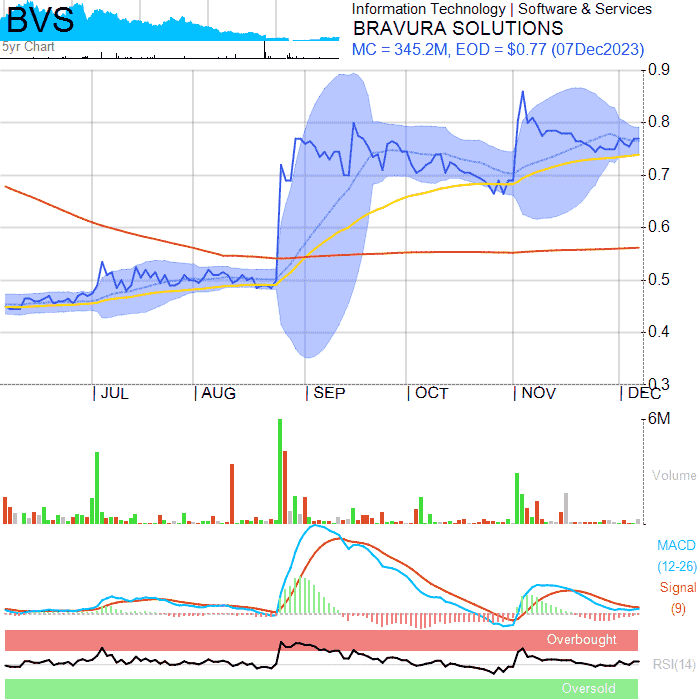 BVS
5yr Chart
Information Technology | Software & Services
BRAVURA SOLUTIONS
MC = 345.2M, EOD = $0.77 (07Dec2023)
0.9
0.8
0.7
0.6
0.5
0.4
0.3
JUL AUG SEP OCT NOV DEC
6M
Volume
MACD
(12-26)
Signal
(9)
Overbought
RSI(14)
Oversold